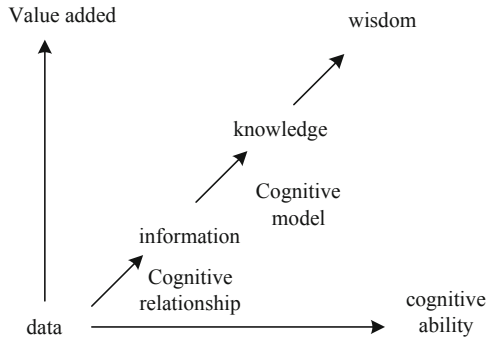 Value added
wisdom
knowledge
Cognitive
model
information
Cognitive
relationship
data
cognitive
ability